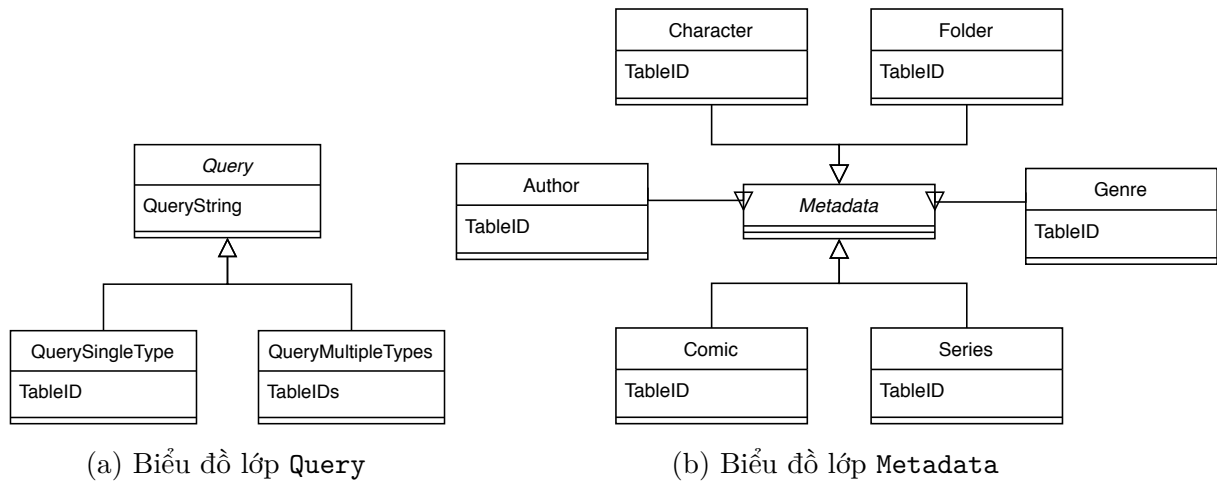 Query
QueryString
QuerySingleType
TableID
QueryMultipleTypes
TableIDs
(a) Biểu đồ lớp Query
Character
TableID
Folder
TableID
Author
TableID
Metadata
Genre
TableID
Comic
TableID
Series
TableID
(b) Biểu đồ lớp Metadata